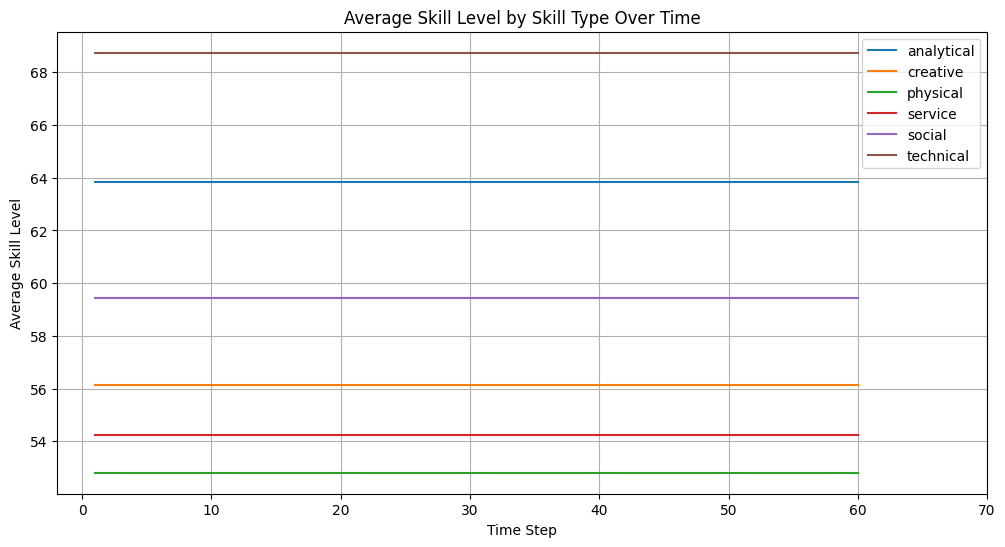 Average Skill Level by Skill Type Over Time
Average Skill Level
68
66
64
62
60
58
56
54
analytical
creative
physical
service
social
technical
0 10 20 30 40 50 60 70
Time Step